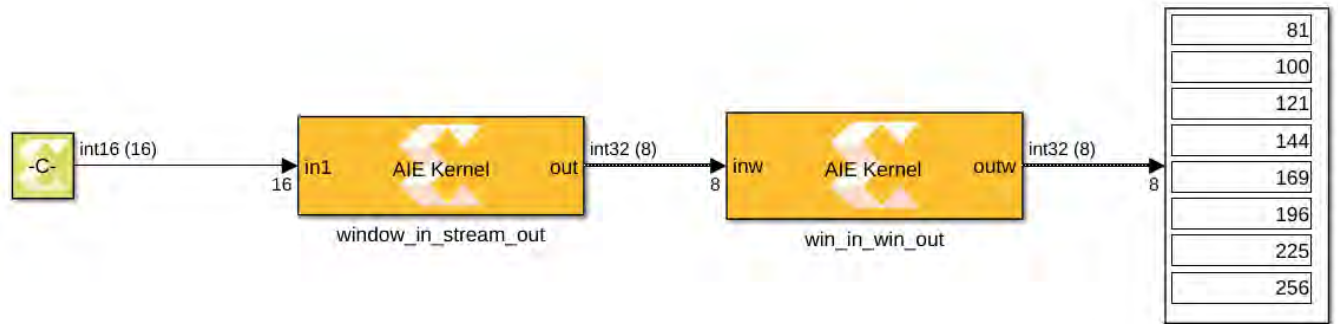 -C-
int16 (16)
16
in1
AIE Kernel
out
window_in_stream_out
int32 (8)
8
inw
AIE Kernel
outw
win_in_win_out
int32 (8)
8
81
100
121
144
169
196
225
256